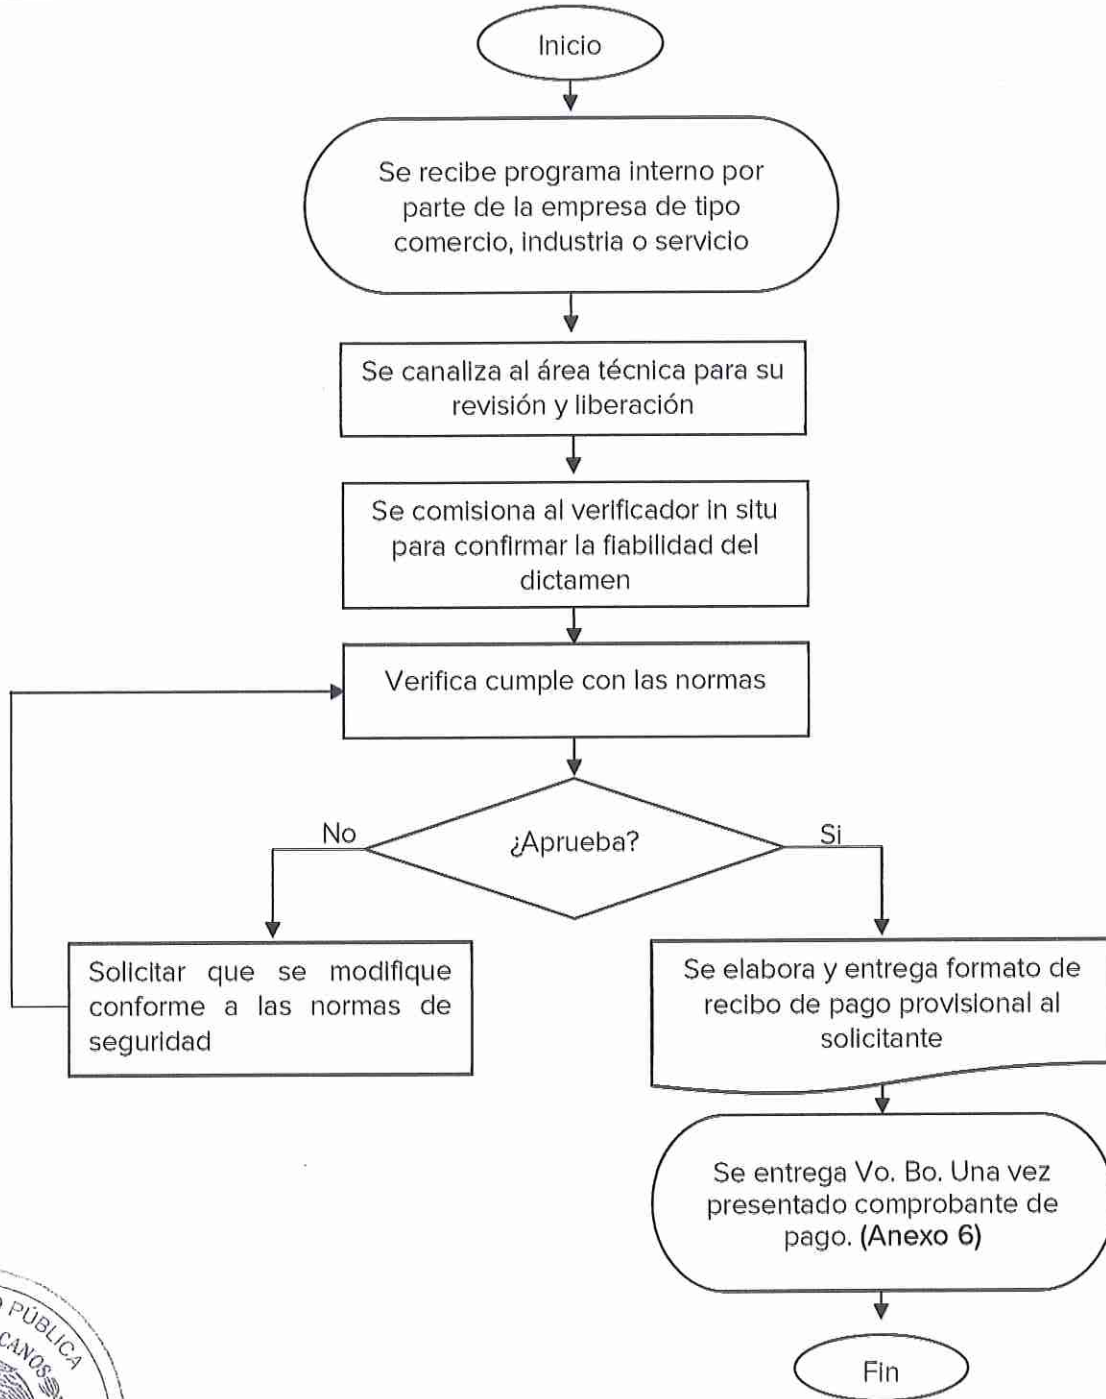 Inicio
Se recibe programa interno por
parte de la empresa de tipo
comercio, industria o servicio
Se canaliza al área técnica para su
revisión y liberación
Se comisiona al verificador in situ
para confirmar la fiabilidad del
dictamen
Verifica cumple con las normas
¿Aprueba?
No
Si
Solicitar que se modifique
conforme a las normas de
seguridad
Se elabora y entrega formato de
recibo de pago provisional al
solicitante
Se entrega Vo. Bo. Una vez
presentado comprobante de
pago. (Anexo 6)
Fin
PÚBLICA